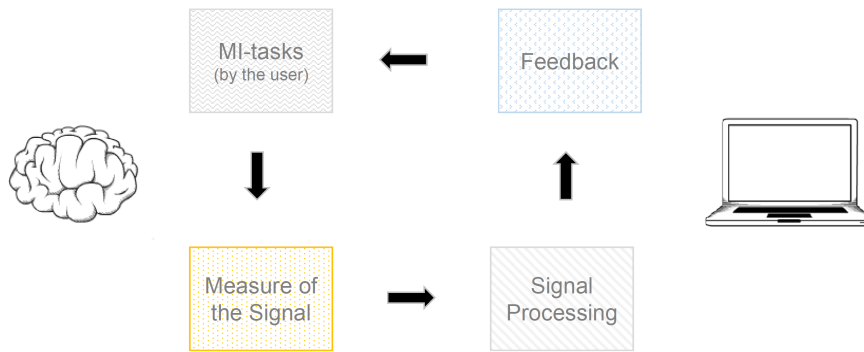 MI-tasks
(by the user)
Feedback
Measure of
the Signal
Signal
Processing